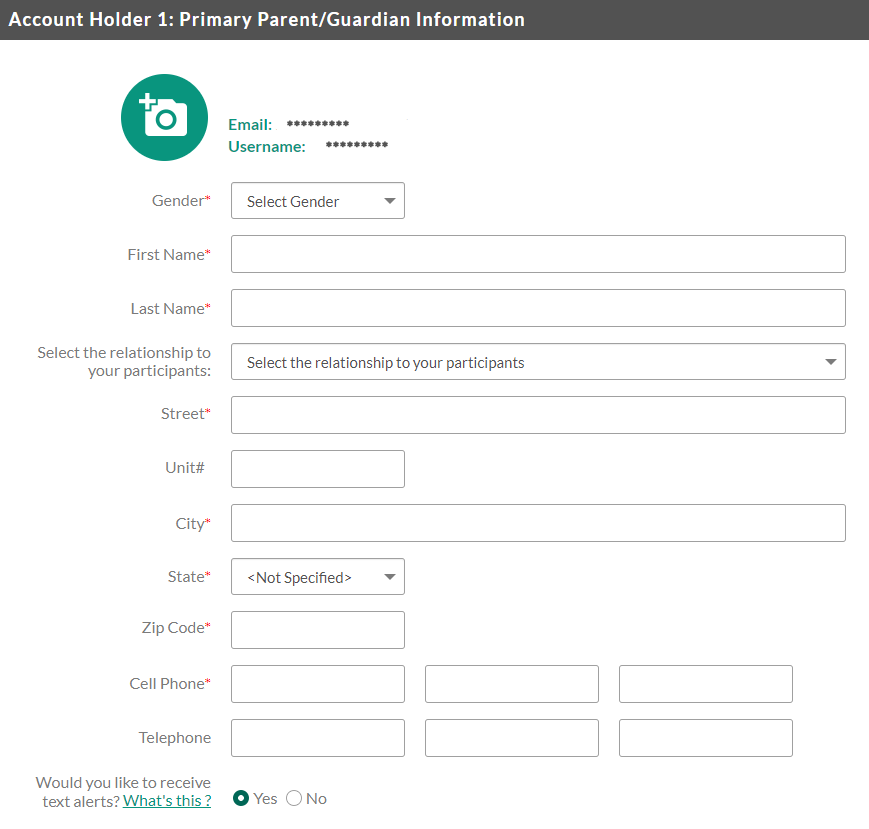 Account Holder 1: Primary Parent/Guardian Information
Email: *********
Username: *********
Gender* Select Gender
First Name*
Last Name*
Select the relationship to
your participants: Select the relationship to your participants
Street*
Unit#
City*
State* <Not Specified>
Zip Code*
Cell Phone*
Telephone
Would you like to receive
text alerts? What's this ? Yes No